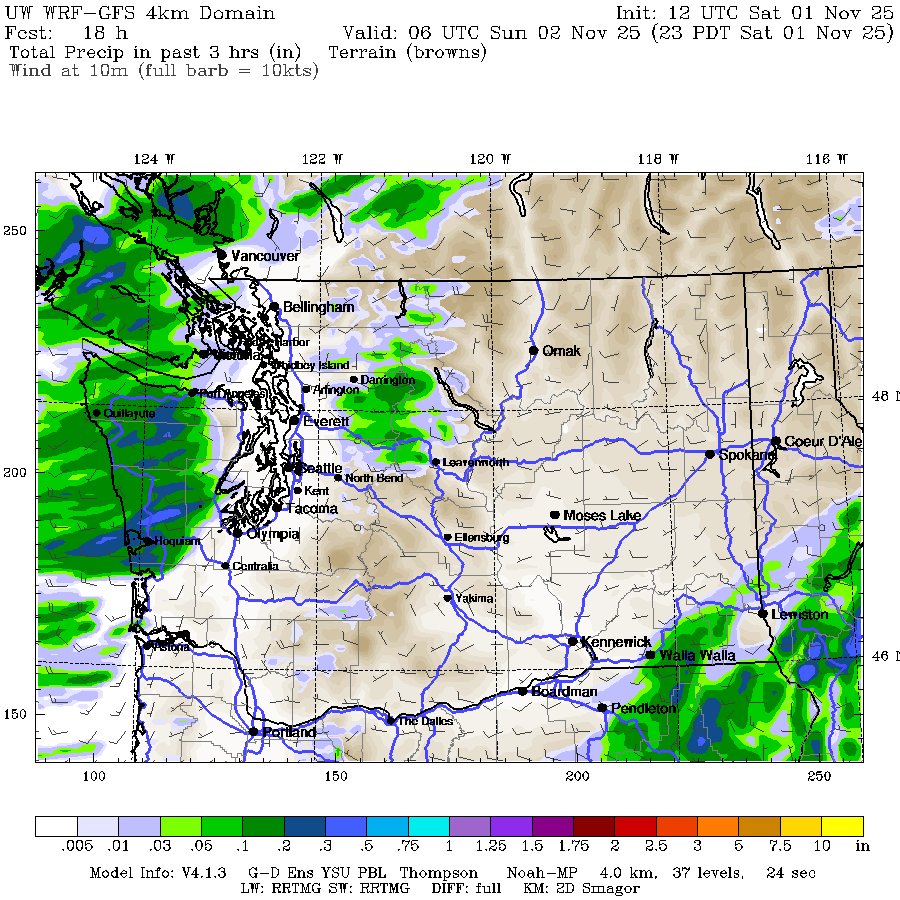 UW WRF-GFS 4km Domain Init: 12 UTC Sat 01 Nov 25
Fcst: 18 h Valid: 06 UTC Sun 02 Nov 25 (23 PDT Sat 01 Nov 25)
Total Precip in past 3 hrs (in) Terrain (browns)
Wind at 10m (full barb = 10kts)
124 W 122 W 120 W 118 W 116 W
250
Vancouver
Bellingham
Omak
Whidbey Island
Darrington
Port Angeles
Arlington
48 N
Quillayute
Everett
Coeur D'Ale
Spokane
Leavenworth
200
Seattle
North Bend
Kent
Tacoma
Moses Lake
Olympia
Ellensburg
Hoquiam
Centralia
Yakima
Lewiston
Kennewick
Astoria
Walla Walla
46 N
Boardman
Pendleton
150
The Dalles
Portland
100 150 200 250
.005 .01 .03 .05 .1 .2 .3 .5 1 1.25 1.5 1.75 2 2.5 3 5 7.5 10 in
Model Info: V4.1.3 G-D Ens YSU PBL Thompson Noah-MP 4.0 km, 37 levels, 24 sec
LW: RRTMG SW: RRTMG DIFF: full KM: 2D Smagor